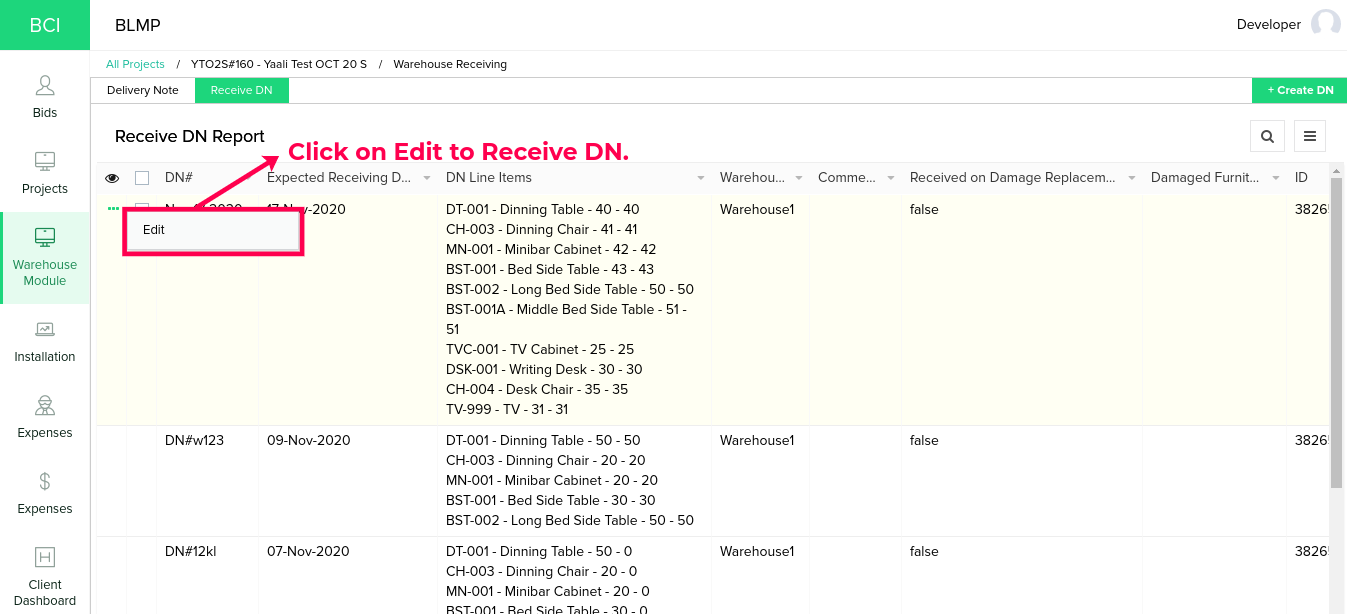 BCI
BLMP
Developer
All Projects / YTO2S#160 - Yaali Test OCT 20 S / Warehouse Receiving
Delivery Note
Receive DN
+ Create DN
Bids
Projects
Warehouse
Module
Installation
Expenses
Expenses
Client
Dashboard
Receive DN Report
Click on Edit to Receive DN.
DN# Expected Receiving D... DN Line Items Warehou... Comme... Received on Damage Replacem... Damaged Furnit... ID
17-Nov-2020 DT-001 - Dinning Table - 40 - 40 Warehouse1 false 3826
Edit
CH-003 - Dinning Chair - 41 - 41
MN-001 - Minibar Cabinet - 42 - 42
BST-001 - Bed Side Table - 43 - 43
BST-002 - Long Bed Side Table - 50 - 50
BST-001A - Middle Bed Side Table - 51 -
51
TVC-001 - TV Cabinet - 25 - 25
DSK-001 - Writing Desk - 30 - 30
CH-004 - Desk Chair - 35 - 35
TV-999 - TV - 31 - 31
DN#w123 09-Nov-2020 DT-001 - Dinning Table - 50 - 50 Warehouse1 false 3826
CH-003 - Dinning Chair - 20 - 20
MN-001 - Minibar Cabinet - 20 - 20
BST-001 - Bed Side Table - 30 - 30
BST-002 - Long Bed Side Table - 50 - 50
DN#12kl 07-Nov-2020 DT-001 - Dinning Table - 50 - 0 Warehouse1 false 3826
CH-003 - Dinning Chair - 20 - 0
MN-001 - Minibar Cabinet - 20 - 0
BST-001 - Bed Side Table - 30 - 0